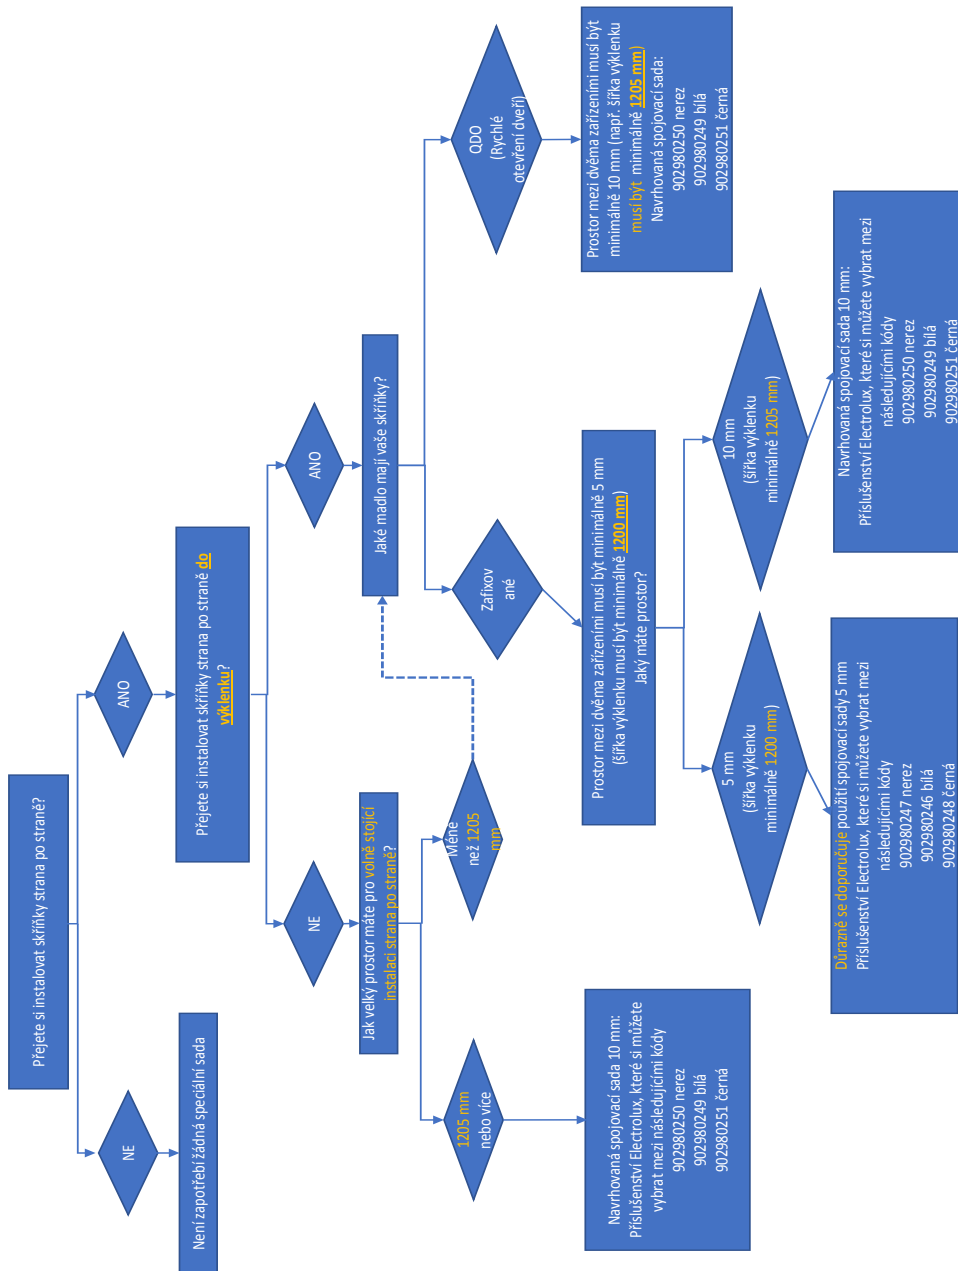 Přejete si instalovat skříňky strana po straně?
NE
ANO
Není zapotřebí žádná speciální sada
Přejete si instalovat skříňky strana po straně do
výklenku?
NE
ANO
Jak velký prostor máte pro volně stojící
instalaci strana po straně?
Jaké madlo mají vaše skříňky?
1205 mm
nebo více
Méně
než 1205
mm
Zafixov
ané
QDO
(Rychlé
otevření dveří)
Navrhovaná spojovací sada 10 mm:
Příslušenství Electrolux, které si můžete
vybrat mezi následujícími kódy
902980250 nerez
902980249 bílá
902980251 černá
Prostor mezi dvěma zařízeními musí být minimálně 5 mm
(šířka výklenku musí být minimálně 1200 mm)
Jaký máte prostor?
Prostor mezi dvěma zařízeními musí být
minimálně 10 mm (např. šířka výklenku
musí být minimálně 1205 mm)
Navrhovaná spojovací sada:
902980250 nerez
902980249 bílá
902980251 černá
5 mm
(šířka výklenku
minimálně 1200 mm)
10 mm
(šířka výklenku
minimálně 1205 mm)
Důrazně se doporučuje použití spojovací sady 5 mm
Příslušenství Electrolux, které si můžete vybrat mezi
následujícími kódy
902980247 nerez
902980246 bílá
902980248 černá
Navrhovaná spojovací sada 10 mm:
Příslušenství Electrolux, které si můžete vybrat mezi
následujícími kódy
902980250 nerez
902980249 bílá
902980251 černá